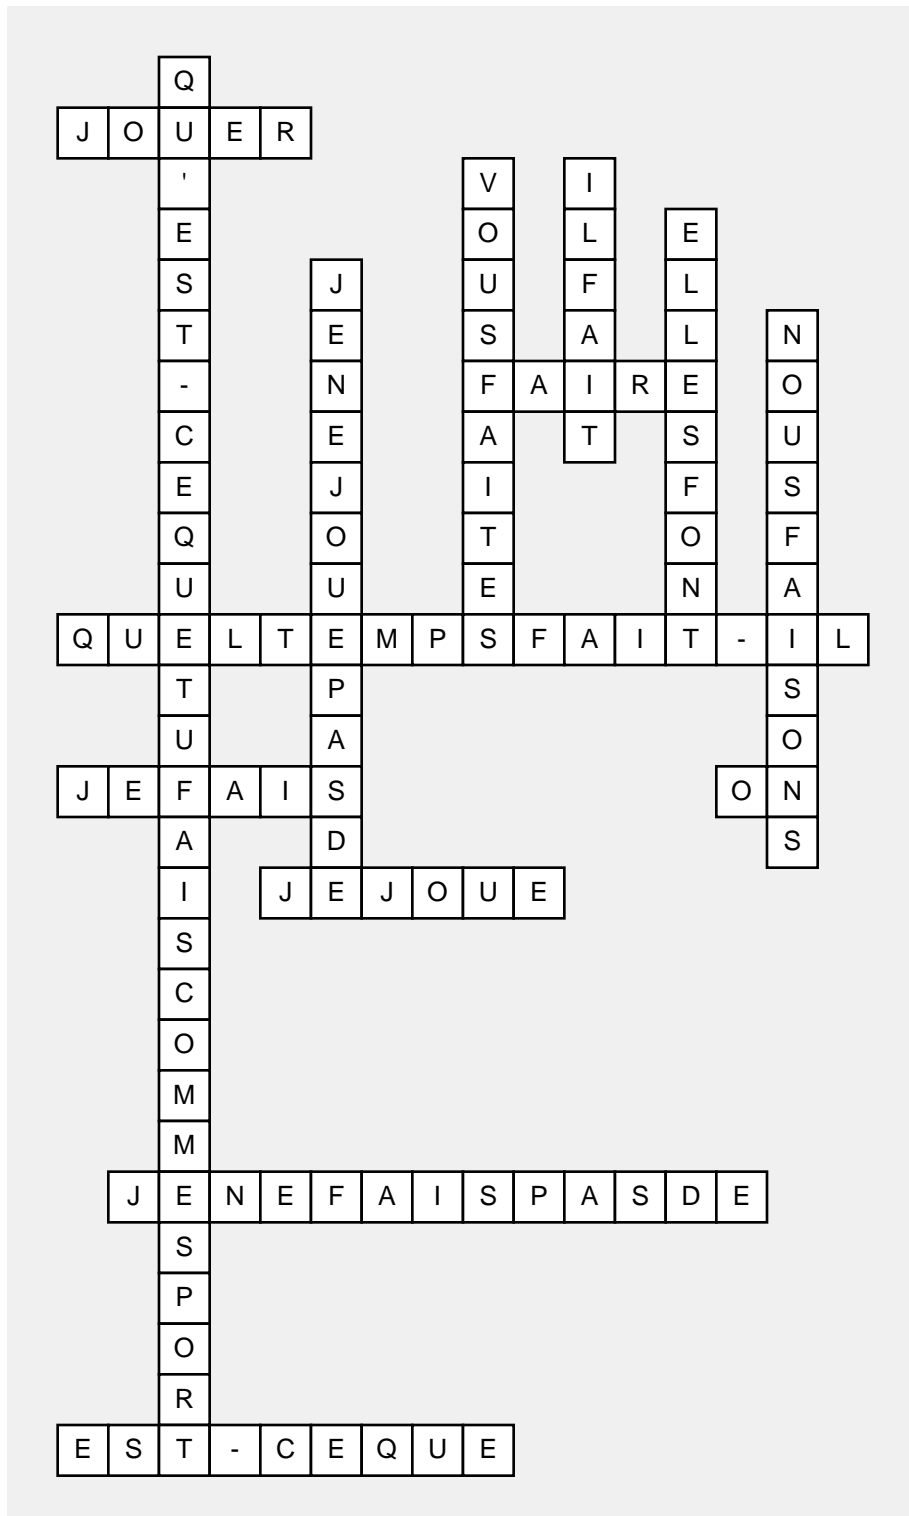 QU'EST-CEQUETUFAISCOMMESPORT
JOUER
VOUSFAITES
ILFAIT
ELLESFONT
JENEJOUEPASDE
NOUSFAISONS
FAIRE
QUELTEMPSFAIT-IL
JEFAIS
ON
JEJOUE
JENEFAISPASDE
EST-CEQUE